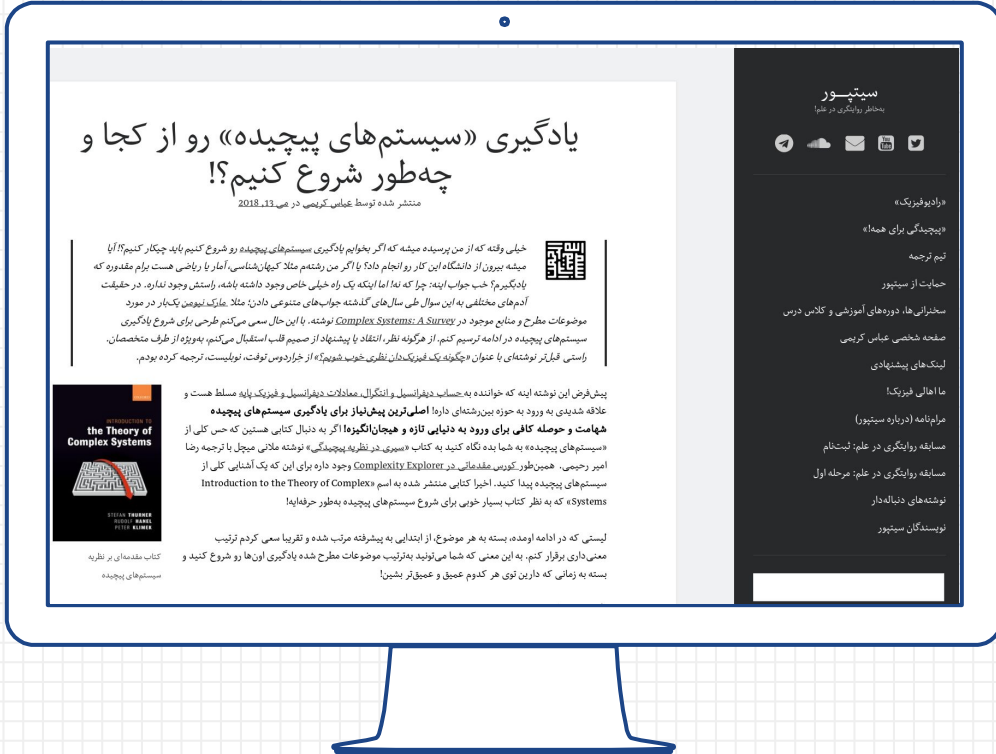 سیتپــور
به‌خاطر روایتگری در علم!
«رادیوفیزیک»
«پیچیدگی برای همه!»
تیم ترجمه
حمایت از سیتپور
سخنرانی‌ها، دوره‌های آموزشی و کلاس درس
صفحه شخصی عباس کریمی
لینک‌های پیشنهادی
ما اهالی فیزیک!
مرام‌نامه (درباره سیتپور)
مسابقه روایتگری در علم: ثبت‌نام
مسابقه روایتگری در علم: مرحله اول
نوشته‌های دنباله‌دار
نویسندگان سیتپور
یادگیری «سیستم‌های پیچیده» رو از کجا و
چه‌طور شروع کنیم؟!
منتشر شده توسط عباس کریمی در می 13, 2018
خیلی وقته که از من پرسیده میشه که اگر بخوایم یادگیری سیستم‌های پیچیده رو شروع کنیم باید چیکار کنیم؟! آیا
میشه بیرون از دانشگاه این کار رو انجام داد؟ یا اگر من رشته‌م مثلا کیهان‌شناسی، آمار یا ریاضی هست برام مقدوره که
یادبگیرم؟ خب جواب اینه: چرا که نه! اما اینکه یک راه خیلی خاص وجود داشته باشه، راستش وجود نداره. در حقیقت
آدم‌های مختلفی به این سوال طی سال‌های گذشته جواب‌های متنوعی دادن؛ مثلا مارک نیومن یک‌بار در مورد
موضوعات مطرح و منابع موجود در Complex Systems: A Survey نوشته. با این حال سعی می‌کنم طرحی برای شروع یادگیری
سیستم‌های پیچیده در ادامه ترسیم کنم. از هرگونه نظر، انتقاد یا پیشنهاد از صمیم قلب استقبال می‌کنم، به‌ویژه از طرف متخصصان.
راستی قبل‌تر نوشته‌ای با عنوان «چگونه یک فیزیک‌دان نظری خوب شویم؟» از خراردوس توفت، نوبلیست، ترجمه کرده بودم.
پیش‌فرض این نوشته اینه که خواننده به حساب دیفرانسیل و انتگرال، معادلات دیفرانسیل و فیزیک پایه مسلط هست و
علاقه شدیدی به ورود به حوزه بین‌رشته‌ای داره! اصلی‌ترین پیش‌نیاز برای یادگیری سیستم‌های پیچیده
شهامت و حوصله کافی برای ورود به دنیایی تازه و هیجان‌انگیزه! اگر به دنبال کتابی هستین که حس کلی از
«سیستم‌های پیچیده» به شما بده نگاه کنید به کتاب «سیری در نظریه پیچیدگی» نوشته ملانی میچل با ترجمه رضا
امیر رحیمی. همین‌طور کورس مقدماتی در Complexity Explorer وجود داره برای این که یک آشنایی کلی از
سیستم‌های پیچیده پیدا کنید. اخیرا کتابی منتشر شده به اسم «Introduction to the Theory of Complex
Systems» که به نظر کتاب بسیار خوبی برای شروع سیستم‌های پیچیده به‌طور حرفه‌ایه!
INTRODUCTION TO
the Theory of
Complex Systems
STEFAN THURNER
RUDOLF HANEL
PETER KLIMEK
کتاب مقدمه‌ای بر نظریه
سیستم‌های پیچیده
لیستی که در ادامه اومده، بسته به هر موضوع، از ابتدایی به پیشرفته مرتب شده و تقریبا سعی کردم ترتیب
معنی‌داری برقرار کنم. به این معنی که شما می‌تونید به‌ترتیب موضوعات مطرح شده یادگیری اون‌ها رو شروع کنید و
بسته به زمانی که دارین توی هر کدوم عمیق و عمیق‌تر بشین!